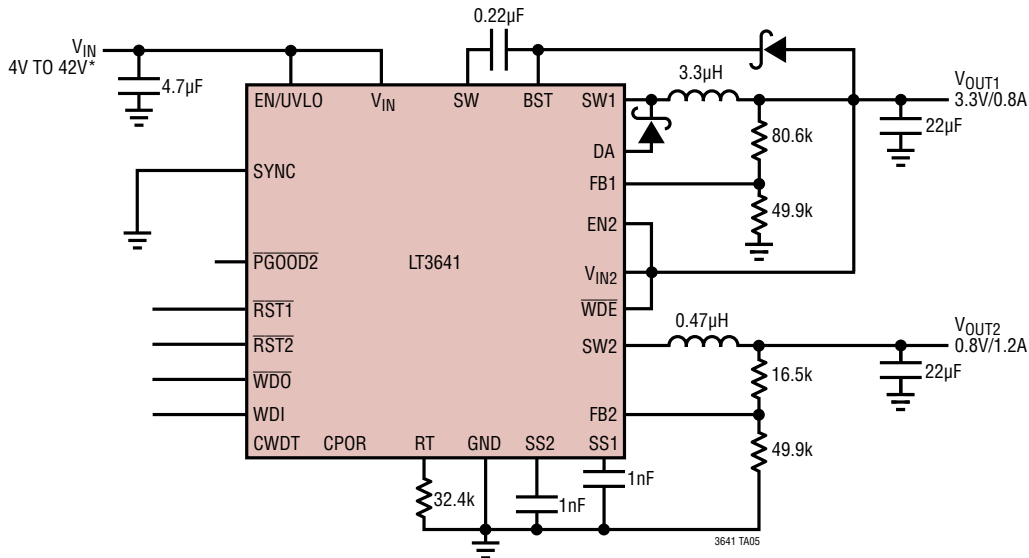 0.22µF
VIN
4V TO 42V*
4.7µF
3.3µH
VOUT1
3.3V/0.8A
EN/UVLO
VIN
SW
BST
SW1
80.6k
22µF
DA
SYNC
FB1
49.9k
EN2
PGOOD2
LT3641
VIN2
RST1
WDE
0.47µH
RST2
SW2
VOUT2
0.8V/1.2A
WDO
16.5k
22µF
WDI
FB2
CWDT
CPOR
RT
GND
SS2
SS1
49.9k
32.4k
1nF
1nF
3641 TA05